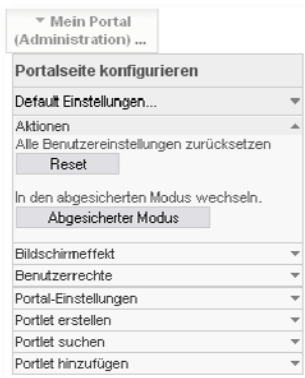 Mein Portal
(Administration) ...
Portalseite konfigurieren
Default Einstellungen...
Aktionen
Alle Benutzereinstellungen zurücksetzen
Reset
In den abgesicherten Modus wechseln.
Abgesicherter Modus
Bildschirmeffekt
Benutzerrechte
Portal-Einstellungen
Portlet erstellen
Portlet suchen
Portlet hinzufügen